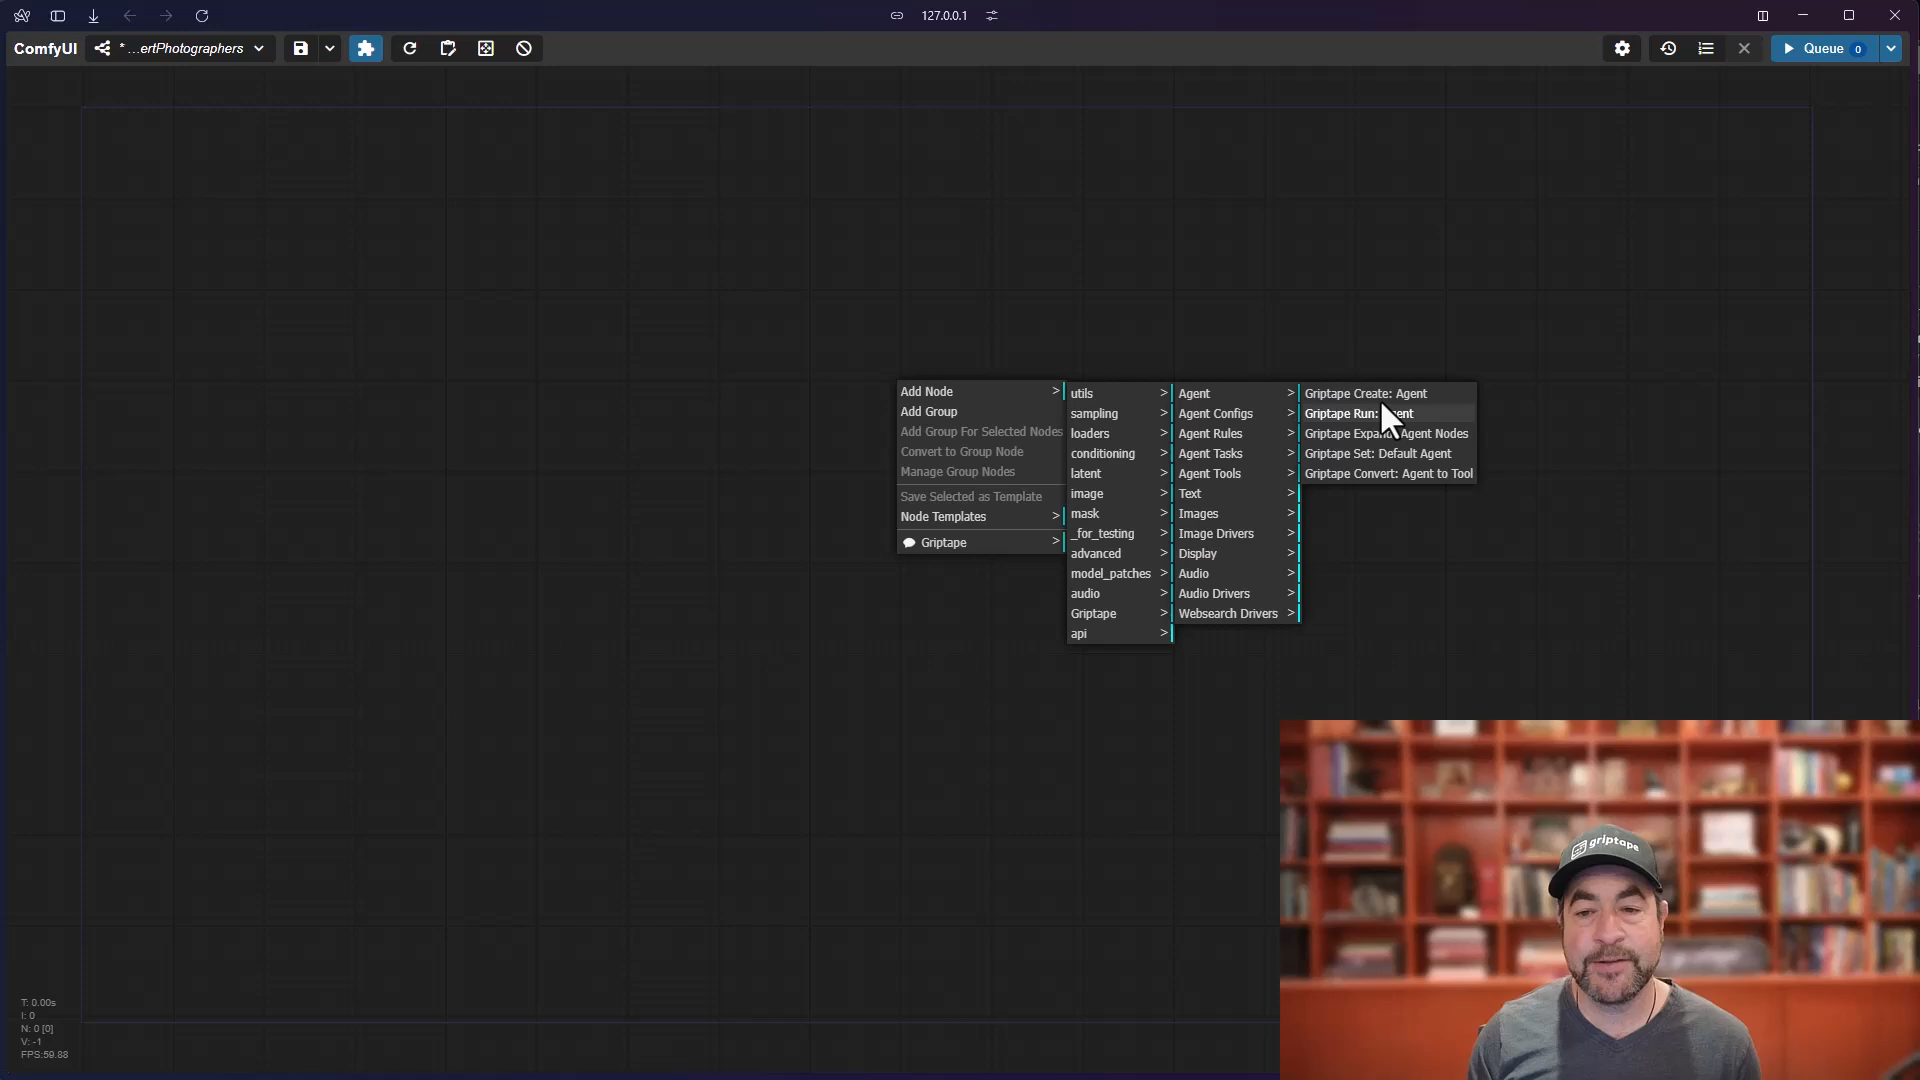 127.0.0.1
ComfyUI
* ...ertPhotographers
Queue 0
Add Node >
Add Group
Add Group For Selected Nodes
Convert to Group Node
Manage Group Nodes
Save Selected as Template
Node Templates >
Griptape >
utils >
sampling >
loaders >
conditioning >
latent >
image >
mask >
_for_testing >
advanced >
model_patches >
audio >
Griptape >
api >
Agent >
Agent Configs >
Agent Rules >
Agent Tasks >
Agent Tools >
Text >
Images >
Image Drivers >
Display >
Audio >
Audio Drivers >
Websearch Drivers >
Griptape Create: Agent
Griptape Run:
Griptape Agent Nodes
Griptape Set: Default Agent
Griptape Convert: Agent to Tool
griptape
T: 0.00s
I: 0
N: 0 [0]
V: -1
FPS:59.88